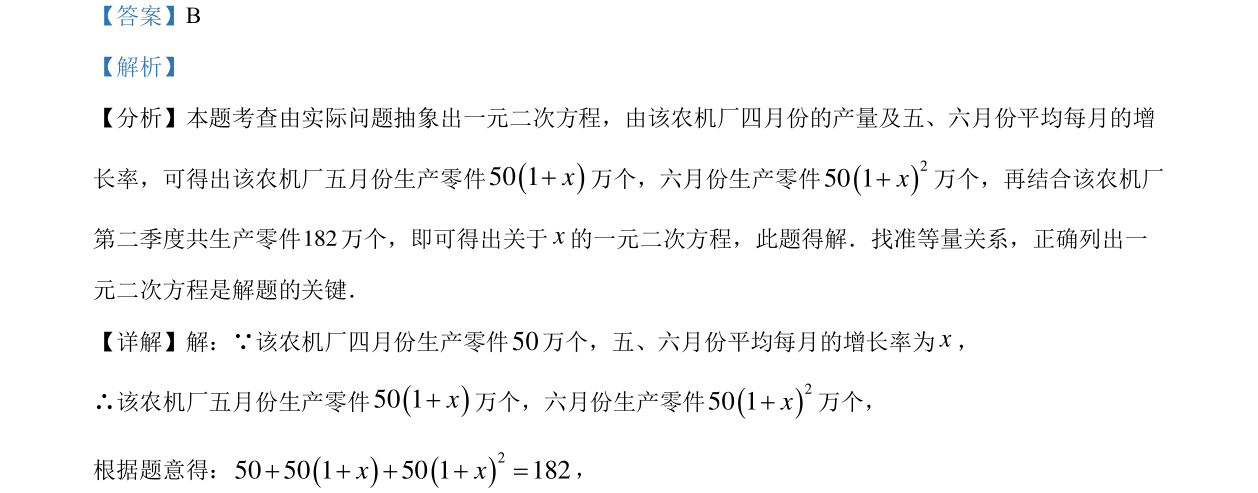 【答案】B
【解析】
【分析】本题考查由实际问题抽象出一元二次方程，由该农机厂四月份的产量及五、六月份平均每月的增
长率，可得出该农机厂五月份生产零件50(1+x)万个，六月份生产零件50(1+x)²万个，再结合该农机厂
第二季度共生产零件182万个，即可得出关于x的一元二次方程，此题得解．找准等量关系，正确列出一
元二次方程是解题的关键．
【详解】解：∵该农机厂四月份生产零件50万个，五、六月份平均每月的增长率为x，
∴该农机厂五月份生产零件50(1+x)万个，六月份生产零件50(1+x)²万个，
根据题意得：50+50(1+x)+50(1+x)²=182，